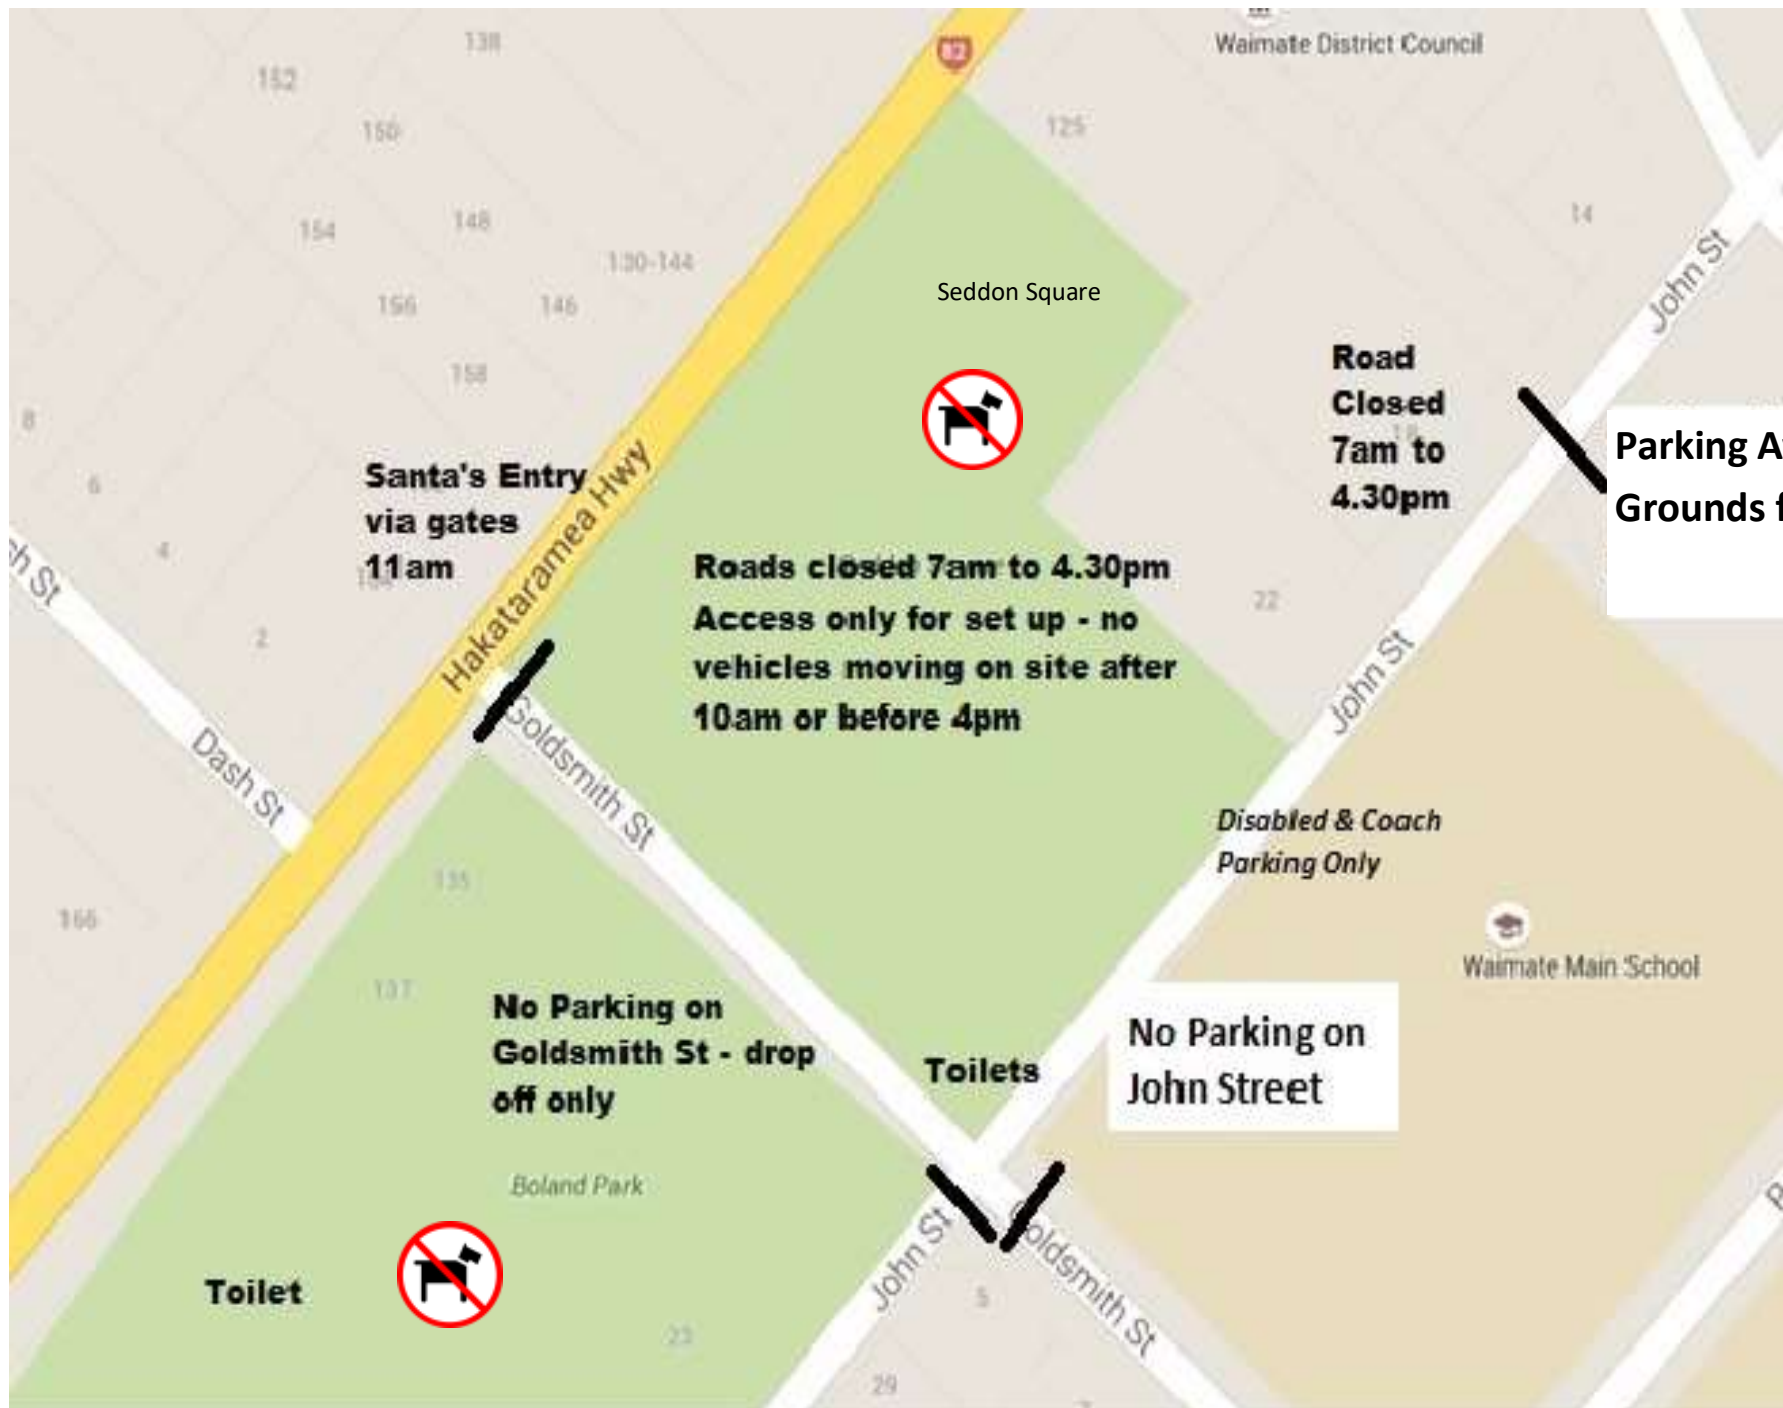 138
82
Waimate District Council
152
150
125
154
148
14
130-144
156
146
Seddon Square
John St
158
8
Road
Closed
7am to
4.30pm
Parking A
Grounds f
Santa's Entry
via gates
11am
Hakataramea Hwy
6
4
2
Roads closed 7am to 4.30pm
Access only for set up - no
vehicles moving on site after
10am or before 4pm
22
John St
sh St
Dash St
Goldsmith St
Disabled & Coach
Parking Only
135
166
Waimate Main School
137
No Parking on
Goldsmith St - drop
off only
Toilets
No Parking on
John Street
Boland Park
Toilet
John St
Goldsmith St
5
23
29